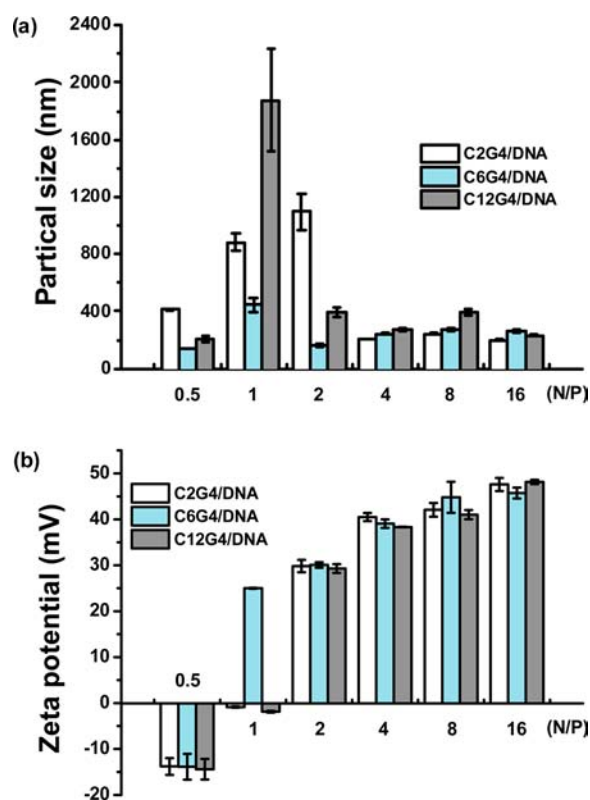 (a)
Partical size (nm)
2400
2000
1600
1200
800
400
0
C2G4/DNA
C6G4/DNA
C12G4/DNA
0.5 1 2 4 8 16 (N/P)
(b)
Zeta potential (mV)
50
40
30
20
10
0
-10
-20
C2G4/DNA
C6G4/DNA
C12G4/DNA
0.5
1 2 4 8 16 (N/P)